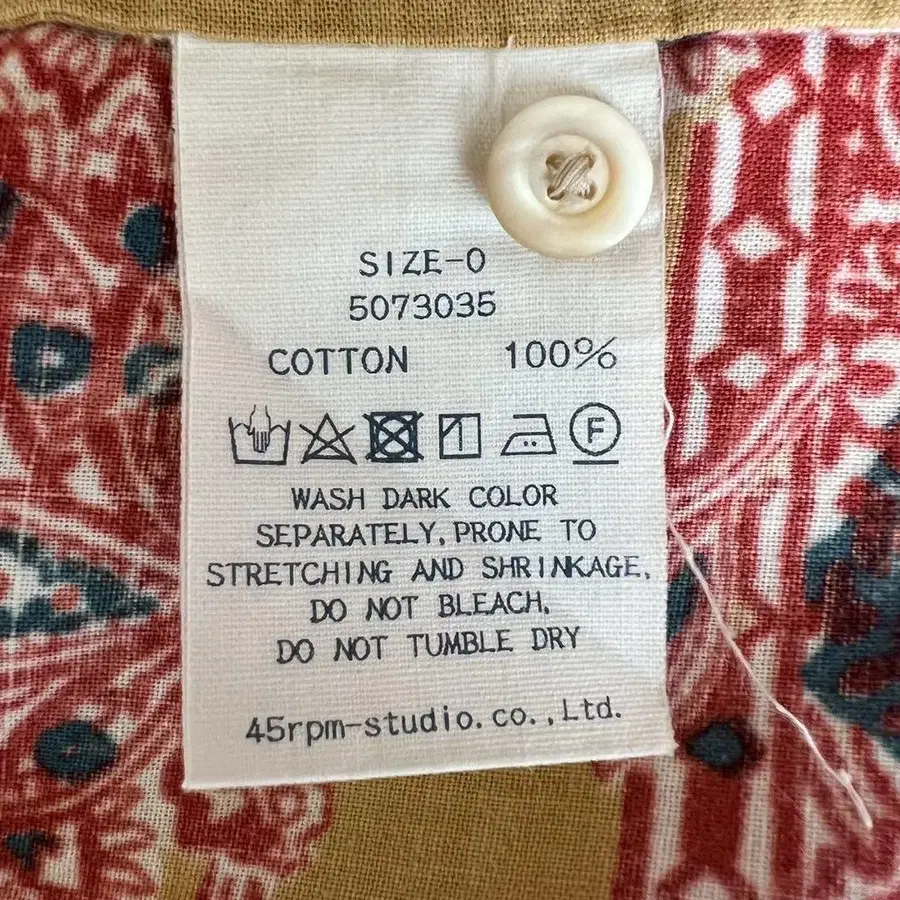 SIZE-0
5073035
COTTON 100%
F
WASH DARK COLOR
SEPARATELY, PRONE TO
STRETCHING AND SHRINKAGE,
DO NOT BLEACH,
DO NOT TUMBLE DRY
45rpm-studio.co.,Ltd.